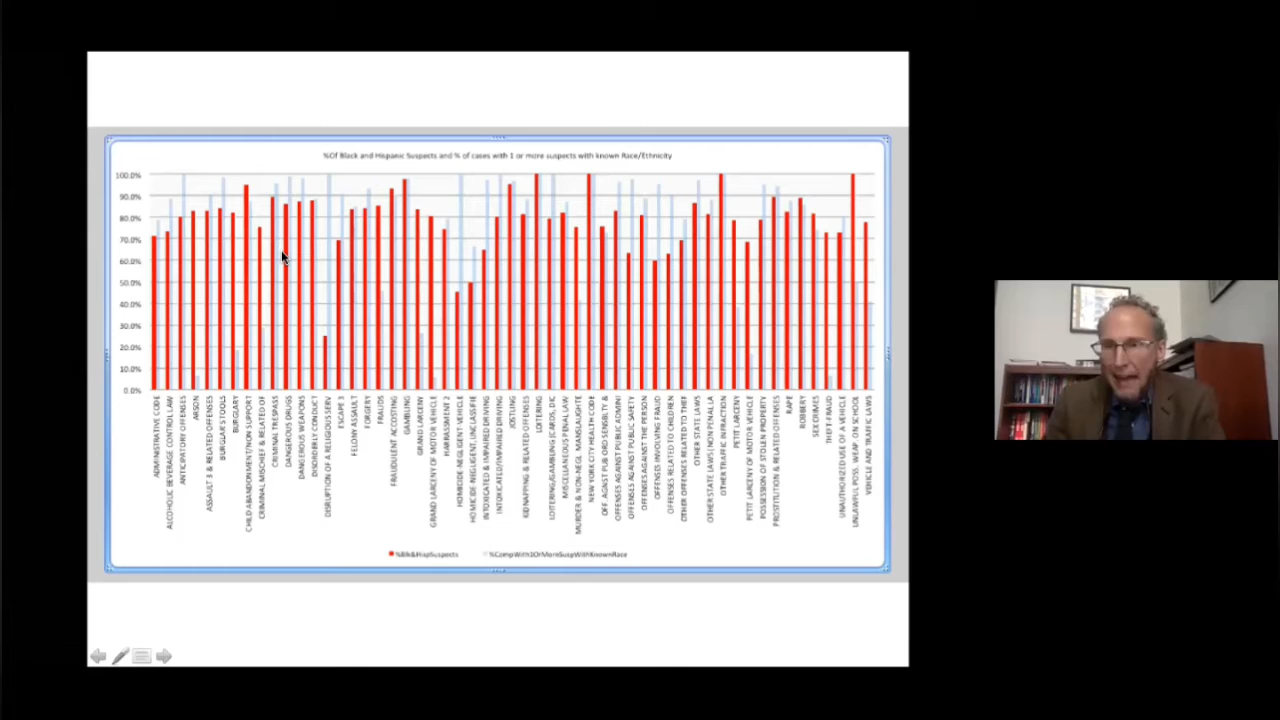 %Of Black and Hispanic Suspects and % of cases with 1 or more suspects with known Race/Ethnicity
100.0%
90.0%
80.0%
70.0%
60.0%
50.0%
40.0%
30.0%
20.0%
10.0%
0.0%
ADMINISTRATIVE CODE
ALCOHOLIC BEVERAGE CONTROL LAW
ANTICIPATORY OFFENSES
ARSON
ASSAULT 3 & RELATED OFFENSES
BURGLAR'S TOOLS
BURGLARY
CHILD ABANDONMENT/NON SUPPORT
CRIMINAL MISCHIEF & RELATED OF
CRIMINAL TRESPASS
DANGEROUS DRUGS
DANGEROUS WEAPONS
DISORDERLY CONDUCT
DISRUPTION OF A RELIGIOUS SERV
ESCAPE 3
FELONY ASSAULT
FORGERY
FRAUDS
FRAUDULENT ACCOSTING
GAMBLING
GRAND LARCENY
GRAND LARCENY OF MOTOR VEHICLE
HARRASSMENT 2
HOMICIDE-NEGLIGENT-VEHICLE
HOMICIDE-NEGLIGENT,UNCLASSIFIE
INTOXICATED & IMPAIRED DRIVING
INTOXICATED/IMPAIRED DRIVING
JOSTLING
KIDNAPPING & RELATED OFFENSES
LOITERING
LOITERING/GAMBLING (CARDS, DIC
MISCELLANEOUS PENAL LAW
MURDER & NON-NEGL. MANSLAUGHTE
NEW YORK CITY HEALTH CODE
OFF. AGNST PUB ORD SENSBLTY &
OFFENSES AGAINST PUBLIC ADMINI
OFFENSES AGAINST PUBLIC SAFETY
OFFENSES AGAINST THE PERSON
OFFENSES INVOLVING FRAUD
OFFENSES RELATED TO CHILDREN
OTHER OFFENSES RELATED TO THEF
OTHER STATE LAWS
OTHER STATE LAWS (NON PENAL LA
OTHER TRAFFIC INFRACTION
PETIT LARCENY
PETIT LARCENY OF MOTOR VEHICLE
POSSESSION OF STOLEN PROPERTY
PROSTITUTION & RELATED OFFENSES
RAPE
ROBBERY
SEX CRIMES
THEFT-FRAUD
UNAUTHORIZED USE OF A VEHICLE
UNLAWFUL POSS. WEAP. ON SCHOOL
VEHICLE AND TRAFFIC LAWS
%Blk&HispSuspects
%CompWith1OrMoreSuspWithKnownRace